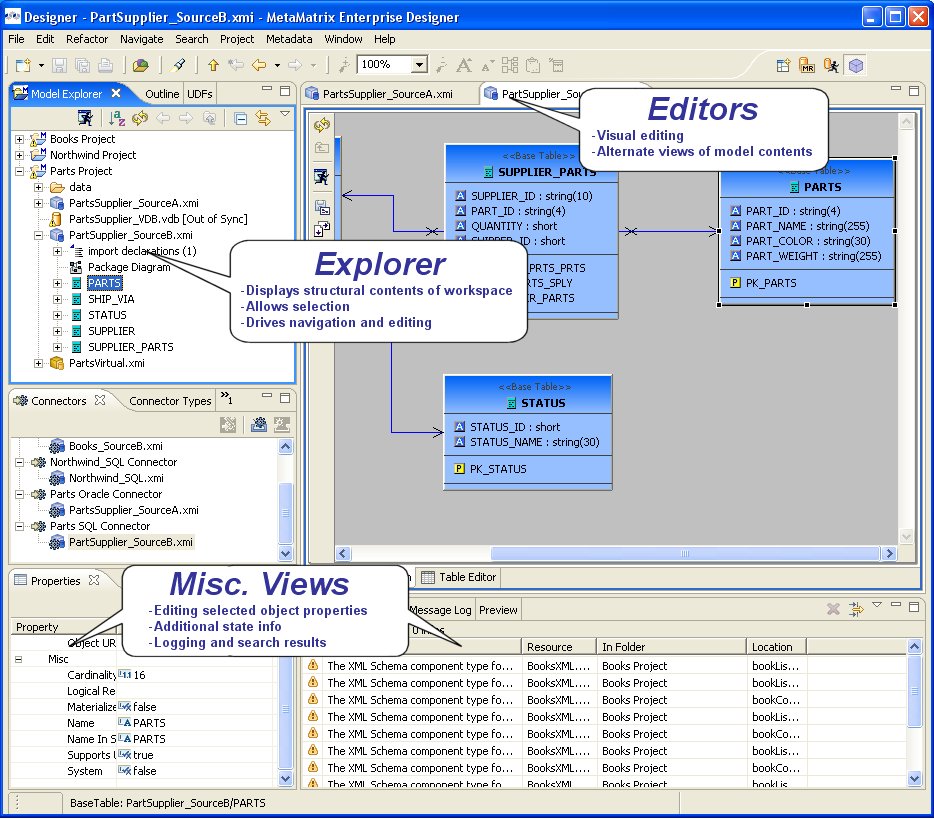 Designer - PartSupplier_SourceB.xmi - MetaMatrix Enterprise Designer
File Edit Refactor Navigate Search Project Metadata Window Help
100%
Model Explorer Outline UDFs
Books Project
Northwind Project
Parts Project
data
PartsSupplier_SourceA.xmi
PartsSupplier_VDB.vdb [Out of Sync]
PartSupplier_SourceB.xmi
import declarations (1)
Package Diagram
PARTS
SHIP_VIA
STATUS
SUPPLIER
SUPPLIER_PARTS
PartsVirtual.xmi
Explorer
-Displays structural contents of workspace
-Allows selection
-Drives navigation and editing
Connectors Connector Types »1
Books_SourceB.xmi
Northwind_SQL Connector
Northwind_SQL.xmi
Parts Oracle Connector
PartsSupplier_SourceA.xmi
Parts SQL Connector
PartSupplier_SourceB.xmi
PartsSupplier_SourceA.xmi PartSupplier_Sou
Editors
-Visual editing
-Alternate views of model contents
<<Base Table>>
SUPPLIER_PARTS
SUPPLIER_ID : string(10)
PART_ID : string(4)
QUANTITY : short
SHIPPER_ID : short
PRTS_PRTS
PARTS_SPLY
ER_PARTS
<<Base Table>>
PARTS
PART_ID : string(4)
PART_NAME : string(255)
PART_COLOR : string(30)
PART_WEIGHT : string(255)
PK_PARTS
<<Base Table>>
STATUS
STATUS_ID : short
STATUS_NAME : string(30)
PK_STATUS
Table Editor
Properties
Misc. Views
-Editing selected object properties
-Additional state info
-Logging and search results
Property
Object UR
Misc
Cardinality 16
Logical Re
Materialize false
Name PARTS
Name In S PARTS
Supports true
System false
Message Log Preview
Resource In Folder Location
The XML Schema component type fo... BooksXML.... Books Project bookLis...
The XML Schema component type fo... BooksXML.... Books Project bookLis...
The XML Schema component type fo... BooksXML.... Books Project bookCo...
The XML Schema component type fo... BooksXML.... Books Project bookLis...
The XML Schema component type fo... BooksXML.... Books Project bookCo...
The XML Schema component type fo... BooksXML.... Books Project bookLis...
The XML Schema component type fo... BooksXML.... Books Project bookCo...
The XML Schema component type fo... BooksXML.... Books Project bookLis...
BaseTable: PartSupplier_SourceB/PARTS